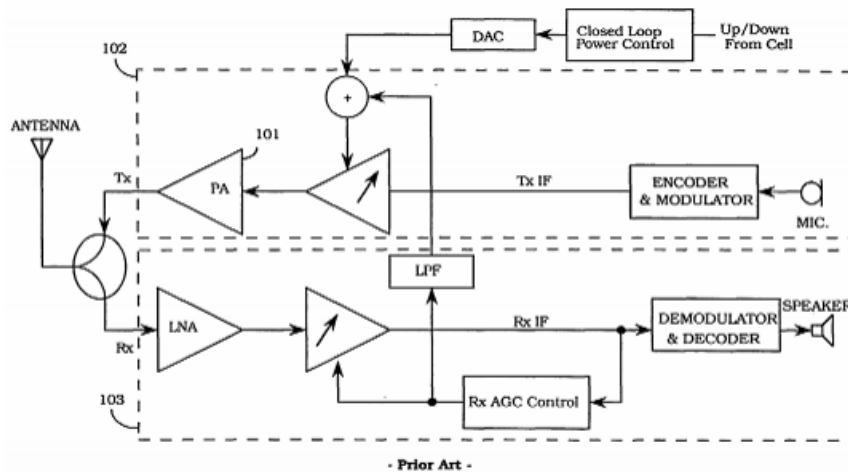 DAC
Closed Loop
Power Control
Up/Down
From Cell
102
+
ANTENNA
101
Tx
PA
Tx IF
ENCODER
& MODULATOR
MIC.
LPF
LNA
Rx
Rx IF
DEMODULATOR
& DECODER
SPEAKER
Rx AGC Control
103
- Prior Art -